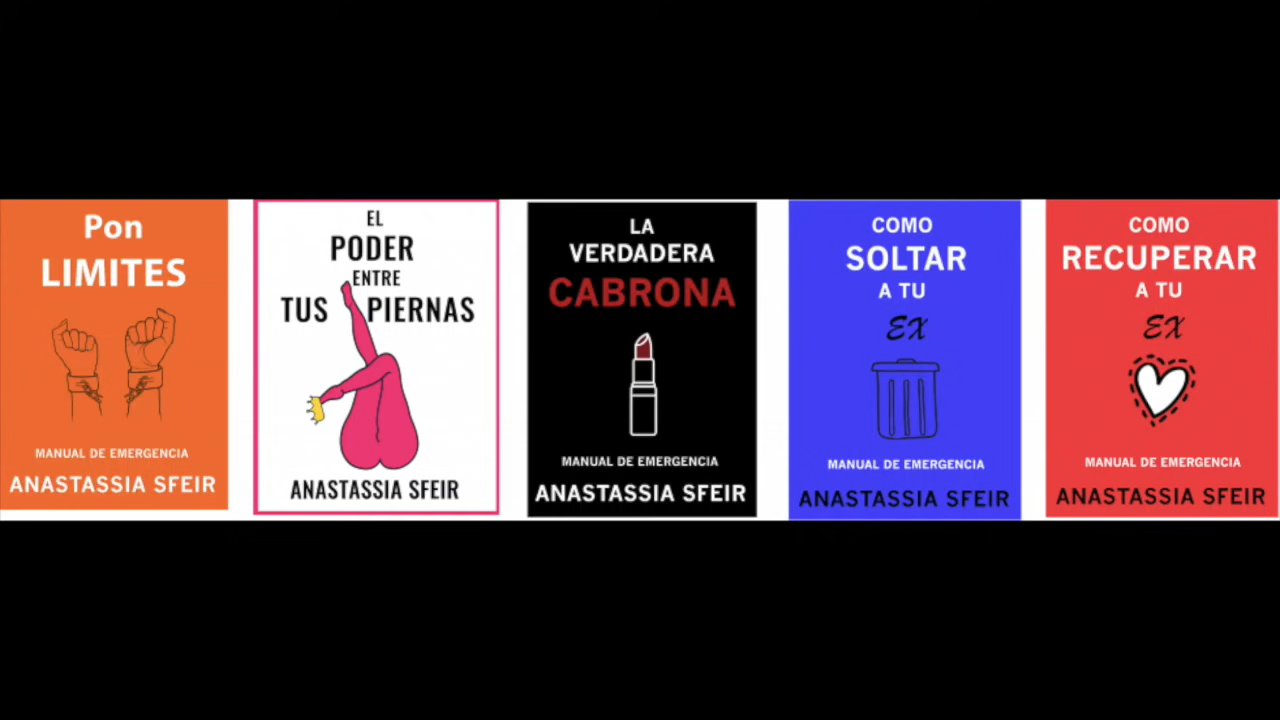 Pon
LIMITES
MANUAL DE EMERGENCIA
ANASTASSIA SFEIR
EL
PODER
ENTRE
TUS PIERNAS
ANASTASSIA SFEIR
LA
VERDADERA
CABRONA
MANUAL DE EMERGENCIA
ANASTASSIA SFEIR
COMO
SOLTAR
A TU
EX
MANUAL DE EMERGENCIA
ANASTASSIA SFEIR
COMO
RECUPERAR
A TU
EX
MANUAL DE EMERGENCIA
ANASTASSIA SFEIR